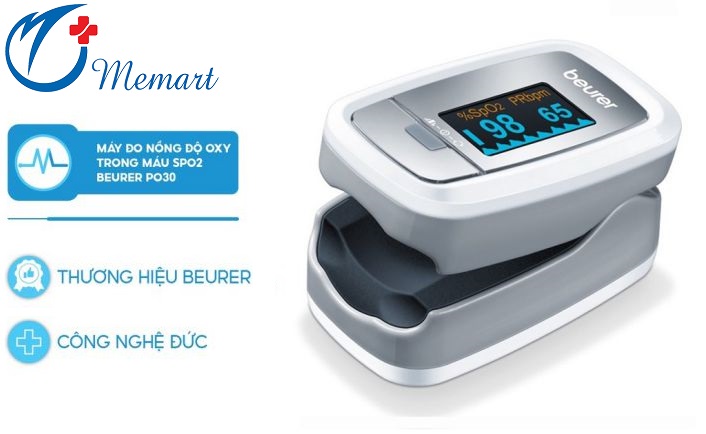 Memart
MÁY ĐO NỒNG ĐỘ OXY
TRONG MÁU SPO2
BEURER PO30
THƯƠNG HIỆU BEURER
CÔNG NGHỆ ĐỨC
beurer
%SpO2 PRbpm
98 65